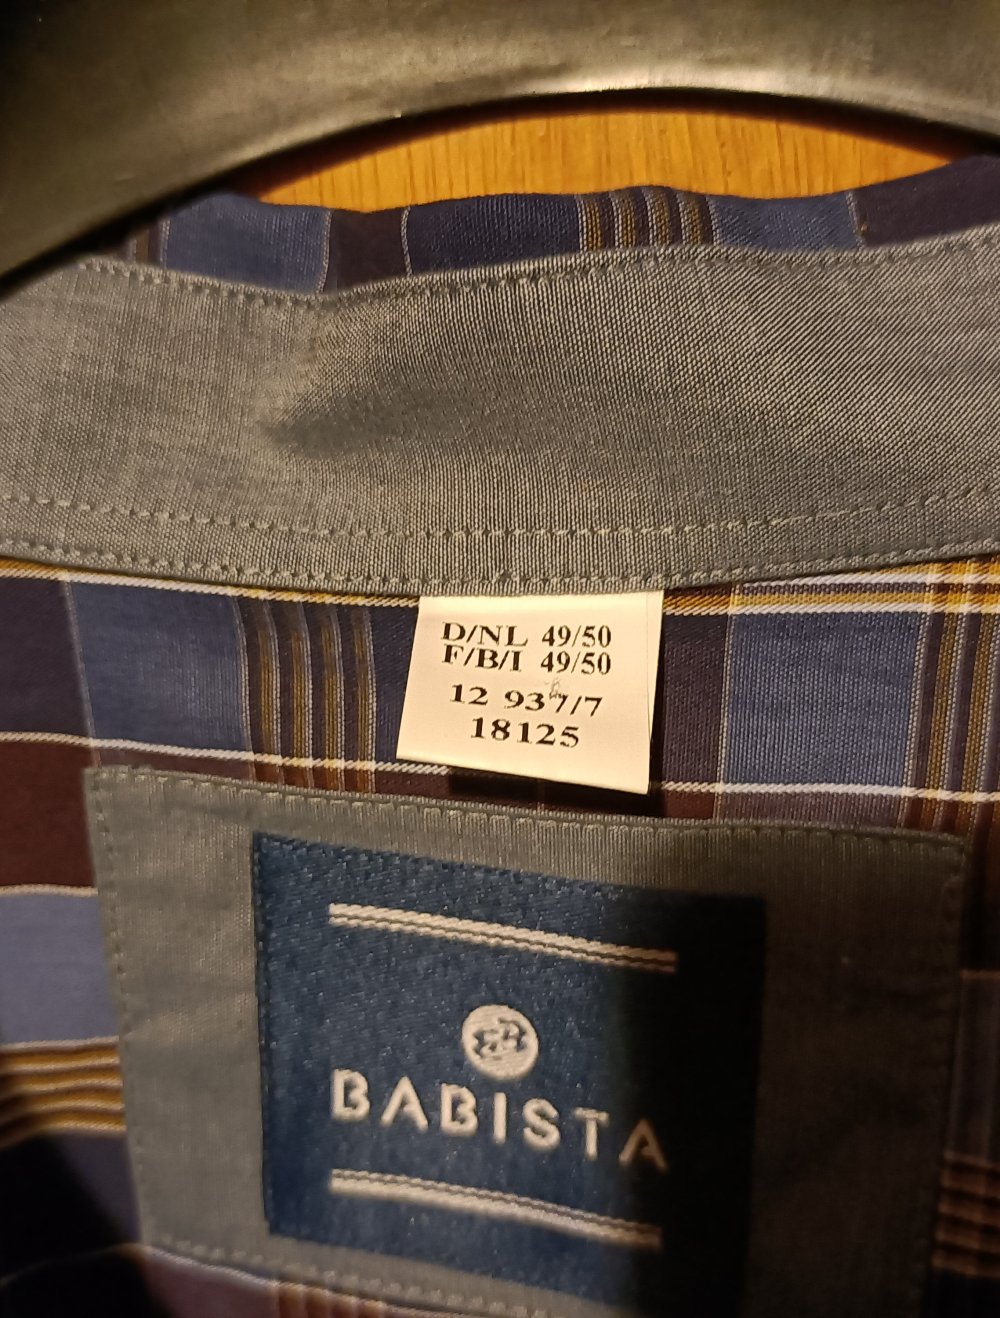 D/NL 49/50
F/B/I 49/50
12 937/7
18125
BABISTA